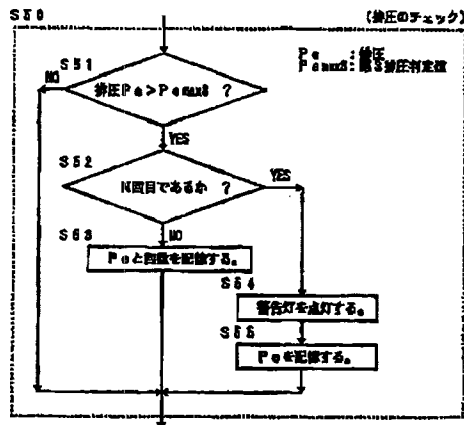 S50 (排圧のチェック)
Pe :排圧
Pemax3:第3排圧判定値
S51
排圧Pe>Pemax3 ?
NO
YES
S52
N回目であるか ?
YES
NO
S53
Peと回数を記憶する。
S54
警告灯を点灯する。
S55
Peを記憶する。